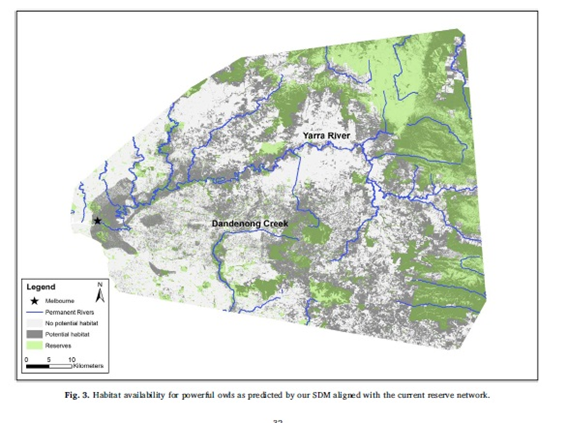 Yarra River
Dandenong Creek
Legend
N
Melbourne
Permanent Rivers
No potential habitat
Potential habitat
Reserves
0 5 10
Kilometers
Fig. 3. Habitat availability for powerful owls as predicted by our SDM aligned with the current reserve network.